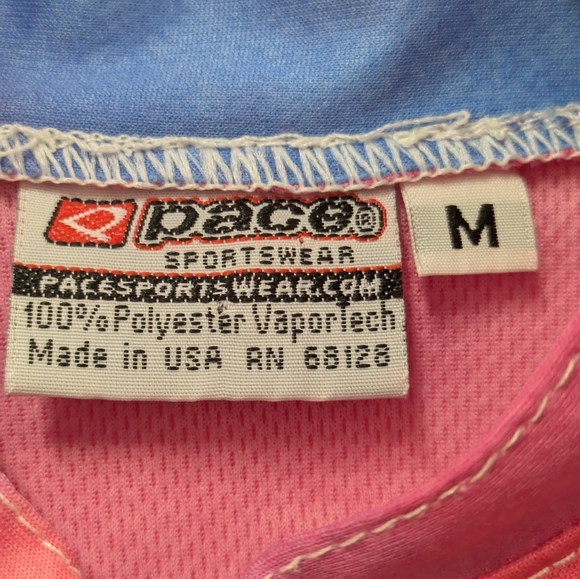 pace®
SPORTSWEAR
PACESPORTSWEAR.COM
100% Polyester VaporTech
Made in USA RN 68128
M